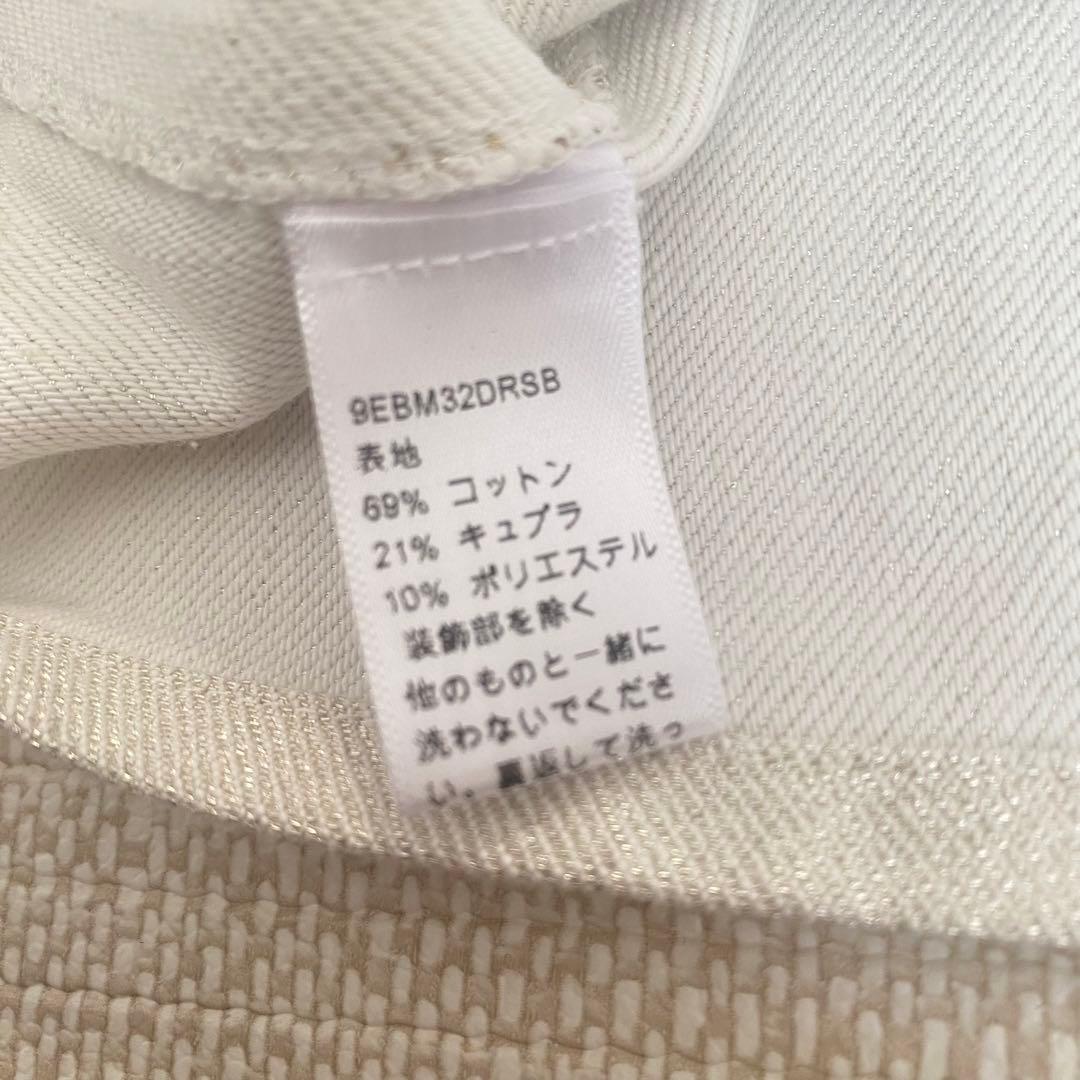 9EBM32DRSB
表地
69% コットン
21% キュプラ
10% ポリエステル
装飾部を除く
他のものと一緒に
洗わないでくださ
い。裏返して洗っ